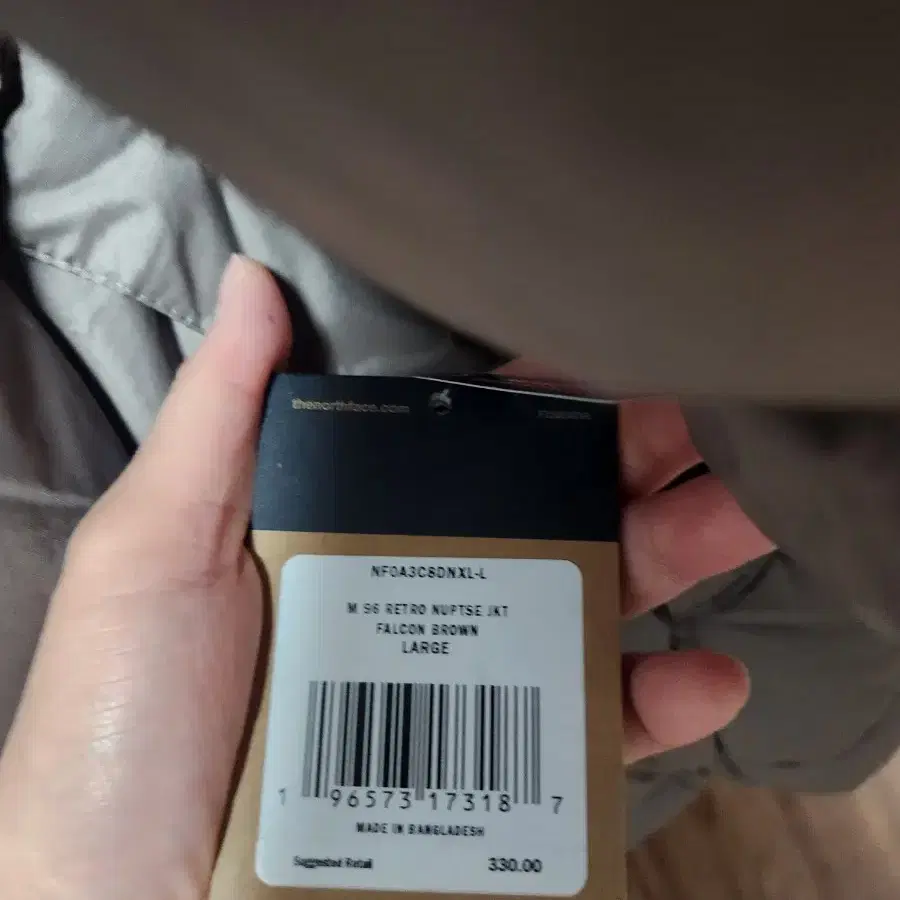 thenorthface.com
NF0A3C8DNXL-L
M 96 RETRO NUPTSE JKT
FALCON BROWN
LARGE
1 96573 17318 7
MADE IN BANGLADESH
Suggested Retail 330.00